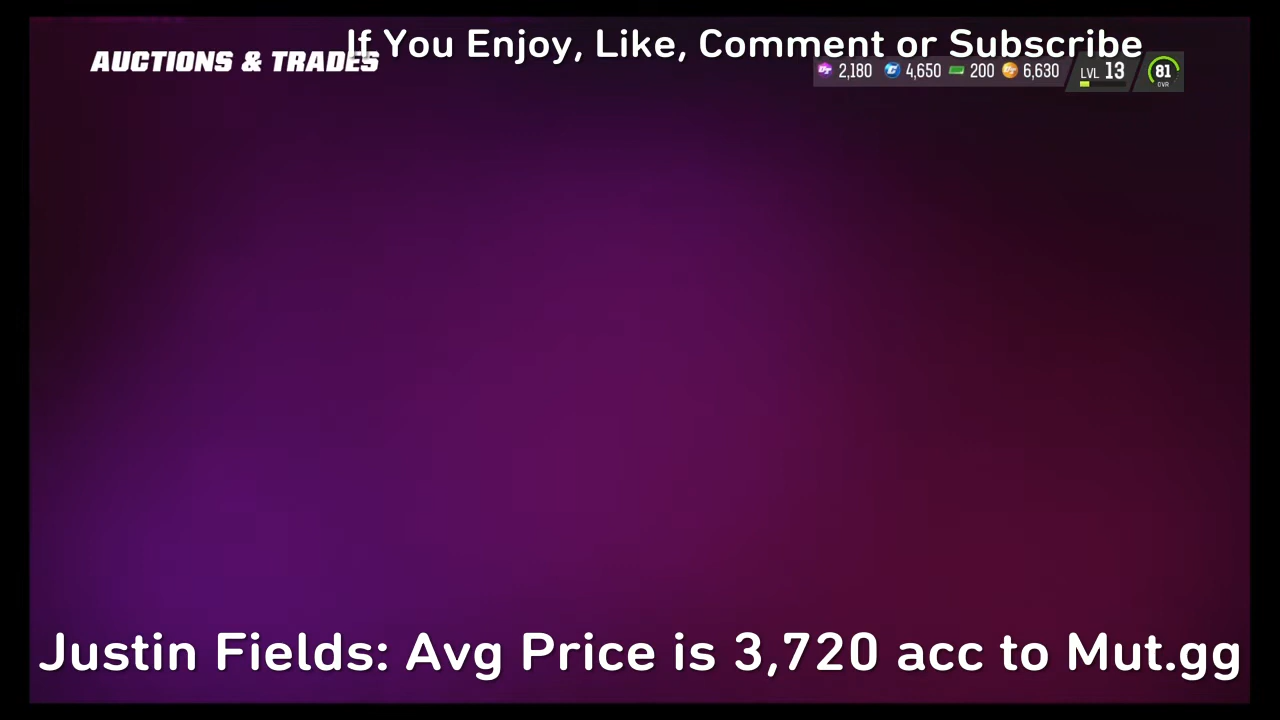 If You Enjoy, Like, Comment or Subscribe
AUCTIONS & TRADES
2,180 4,650 200 6,630 LVL 13 81
OVR
Justin Fields: Avg Price is 3,720 acc to Mut.gg